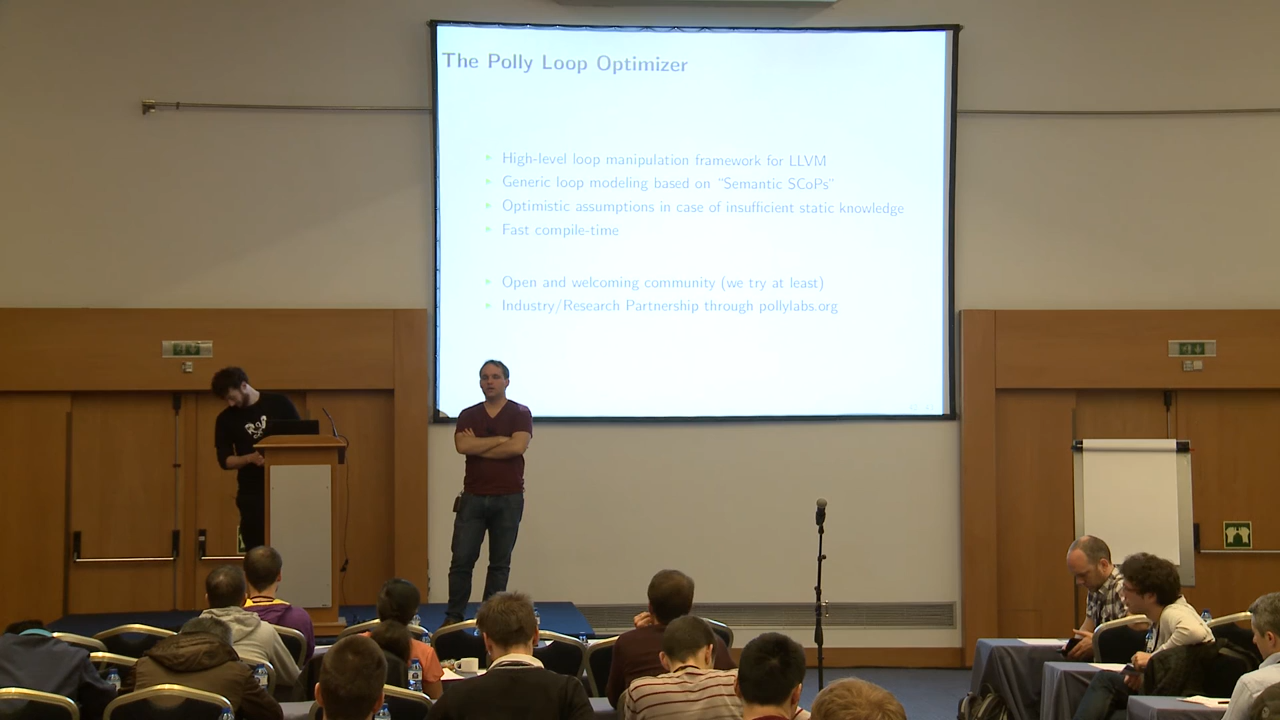 The Polly Loop Optimizer
High-level loop manipulation framework for LLVM
Generic loop modeling based on “Semantic SCoPs”
Optimistic assumptions in case of insufficient static knowledge
Fast compile-time
Open and welcoming community (we try at least)
Industry/Research Partnership through pollylabs.org